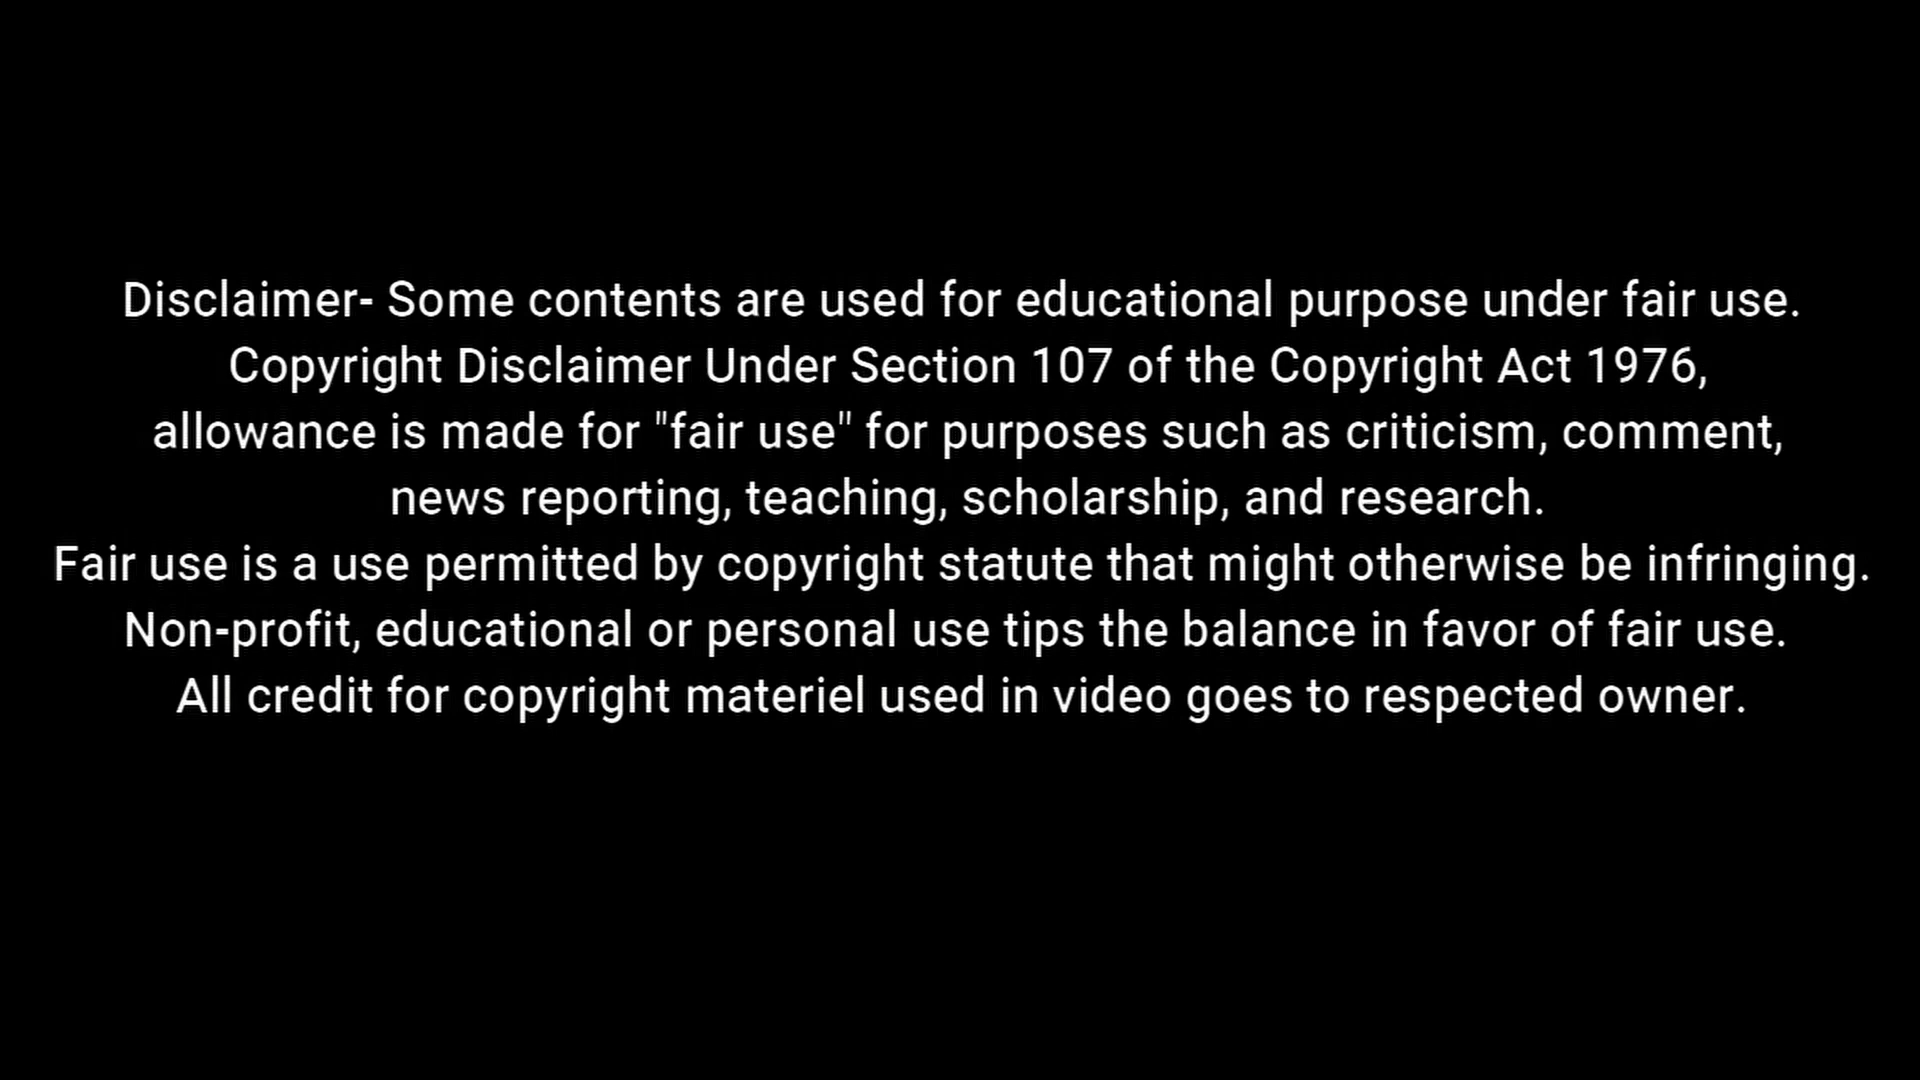 Disclaimer- Some contents are used for educational purpose under fair use.
Copyright Disclaimer Under Section 107 of the Copyright Act 1976,
allowance is made for "fair use" for purposes such as criticism, comment,
news reporting, teaching, scholarship, and research.
Fair use is a use permitted by copyright statute that might otherwise be infringing.
Non-profit, educational or personal use tips the balance in favor of fair use.
All credit for copyright materiel used in video goes to respected owner.